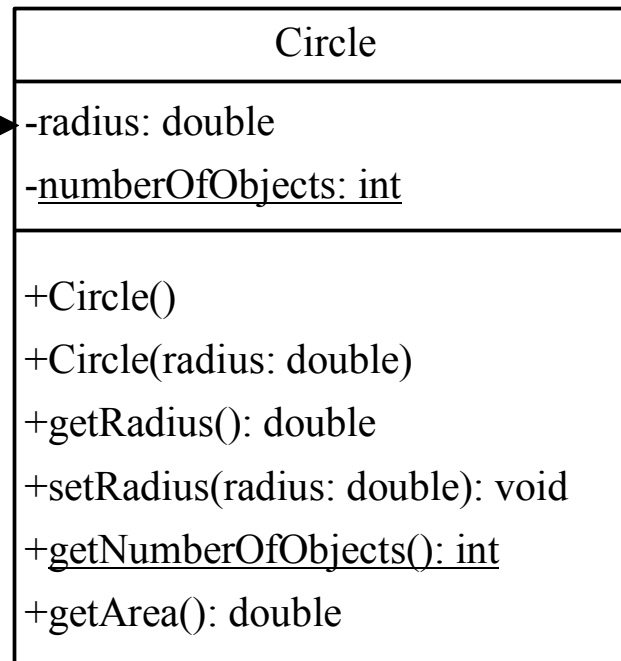 Circle
-radius: double
-numberOfObjects: int
+Circle()
+Circle(radius: double)
+getRadius(): double
+setRadius(radius: double): void
+getNumberOfObjects(): int
+getArea(): double